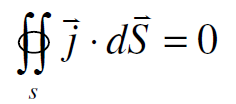 ∯ j⃗ · dS⃗ = 0
S